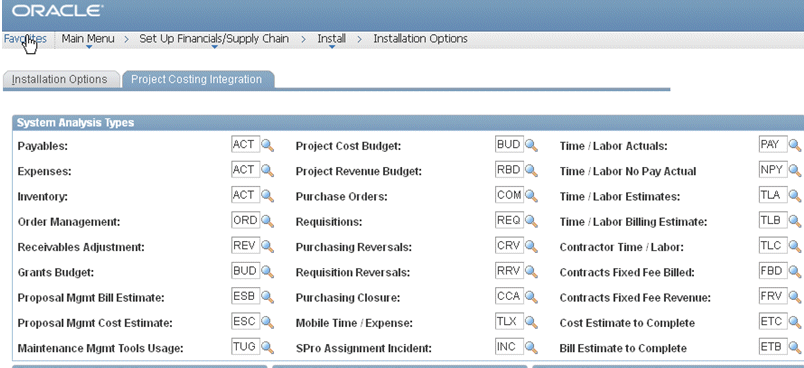 ORACLE
Favorites Main Menu > Set Up Financials/Supply Chain > Install > Installation Options
Installation Options Project Costing Integration
System Analysis Types
Payables: ACT Project Cost Budget: BUD Time / Labor Actuals: PAY
Expenses: ACT Project Revenue Budget: RBD Time / Labor No Pay Actual NPY
Inventory: ACT Purchase Orders: COM Time / Labor Estimates: TLA
Order Management: ORD Requisitions: REQ Time / Labor Billing Estimate: TLB
Receivables Adjustment: REV Purchasing Reversals: CRV Contractor Time / Labor: TLC
Grants Budget: BUD Requisition Reversals: RRV Contracts Fixed Fee Billed: FBD
Proposal Mgmt Bill Estimate: ESB Purchasing Closure: CCA Contracts Fixed Fee Revenue: FRV
Proposal Mgmt Cost Estimate: ESC Mobile Time / Expense: TLX Cost Estimate to Complete ETC
Maintenance Mgmt Tools Usage: TUG SPro Assignment Incident: INC Bill Estimate to Complete ETB